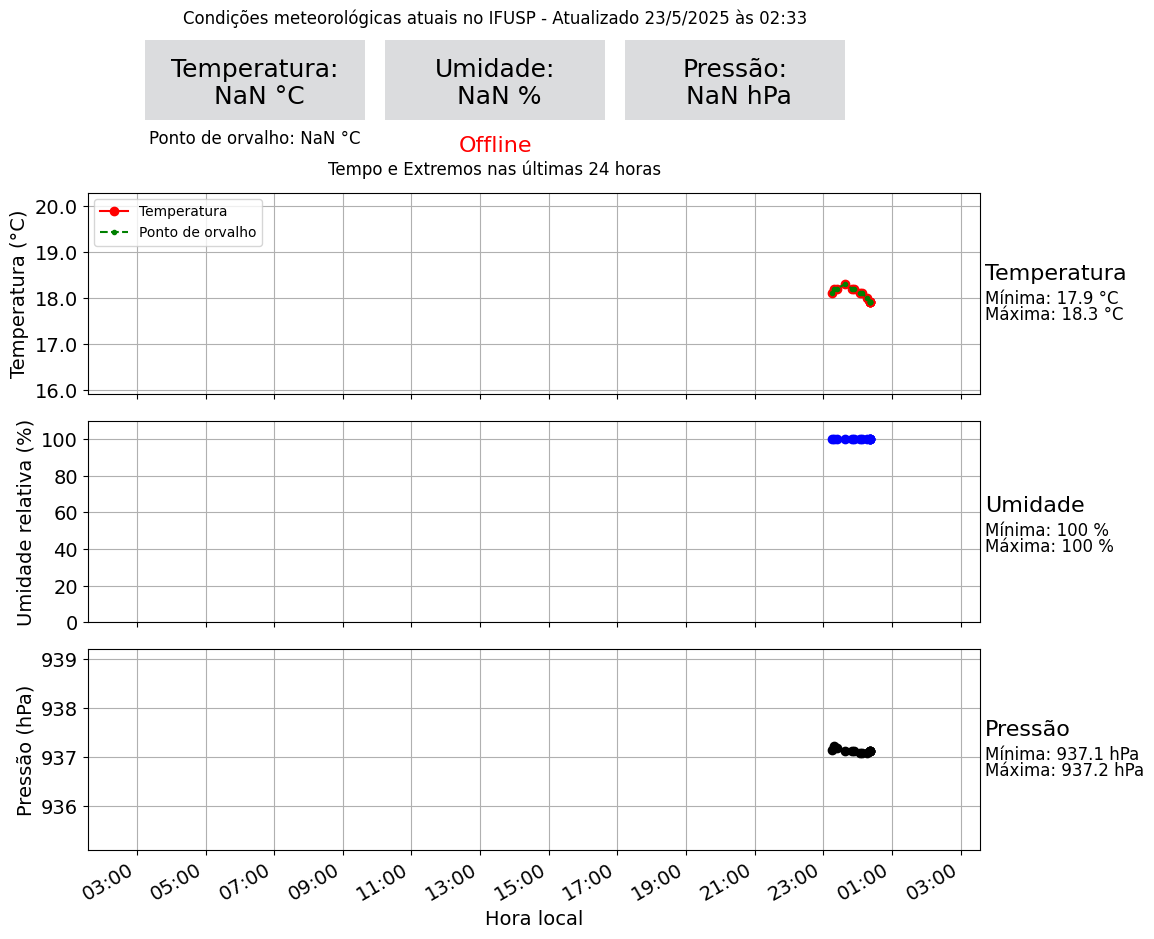 Condições meteorológicas atuais no IFUSP - Atualizado 23/5/2025 às 02:33
Temperatura:
NaN °C
Umidade:
NaN %
Pressão:
NaN hPa
Ponto de orvalho: NaN °C
Offline
Tempo e Extremos nas últimas 24 horas
Temperatura (°C)
20.0
19.0
18.0
17.0
16.0
Temperatura
Ponto de orvalho
Temperatura
Mínima: 17.9 °C
Máxima: 18.3 °C
Umidade relativa (%)
100
80
60
40
20
0
Umidade
Mínima: 100 %
Máxima: 100 %
Pressão (hPa)
939
938
937
936
Pressão
Mínima: 937.1 hPa
Máxima: 937.2 hPa
03:00 05:00 07:00 09:00 11:00 13:00 15:00 17:00 19:00 21:00 23:00 01:00 03:00
Hora local